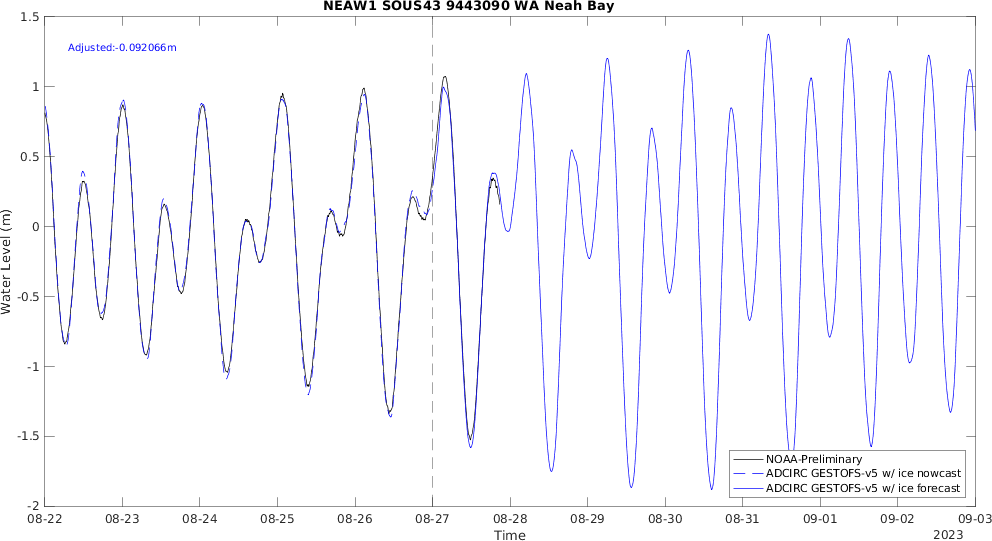 NEAW1 SOUS43 9443090 WA Neah Bay
Adjusted:-0.092066m
1.5
1
0.5
0
-0.5
-1
-1.5
-2
Water Level (m)
NOAA-Preliminary
ADCIRC GESTOFS-v5 w/ ice nowcast
ADCIRC GESTOFS-v5 w/ ice forecast
08-22 08-23 08-24 08-25 08-26 08-27 08-28 08-29 08-30 08-31 09-01 09-02 09-03
Time
2023